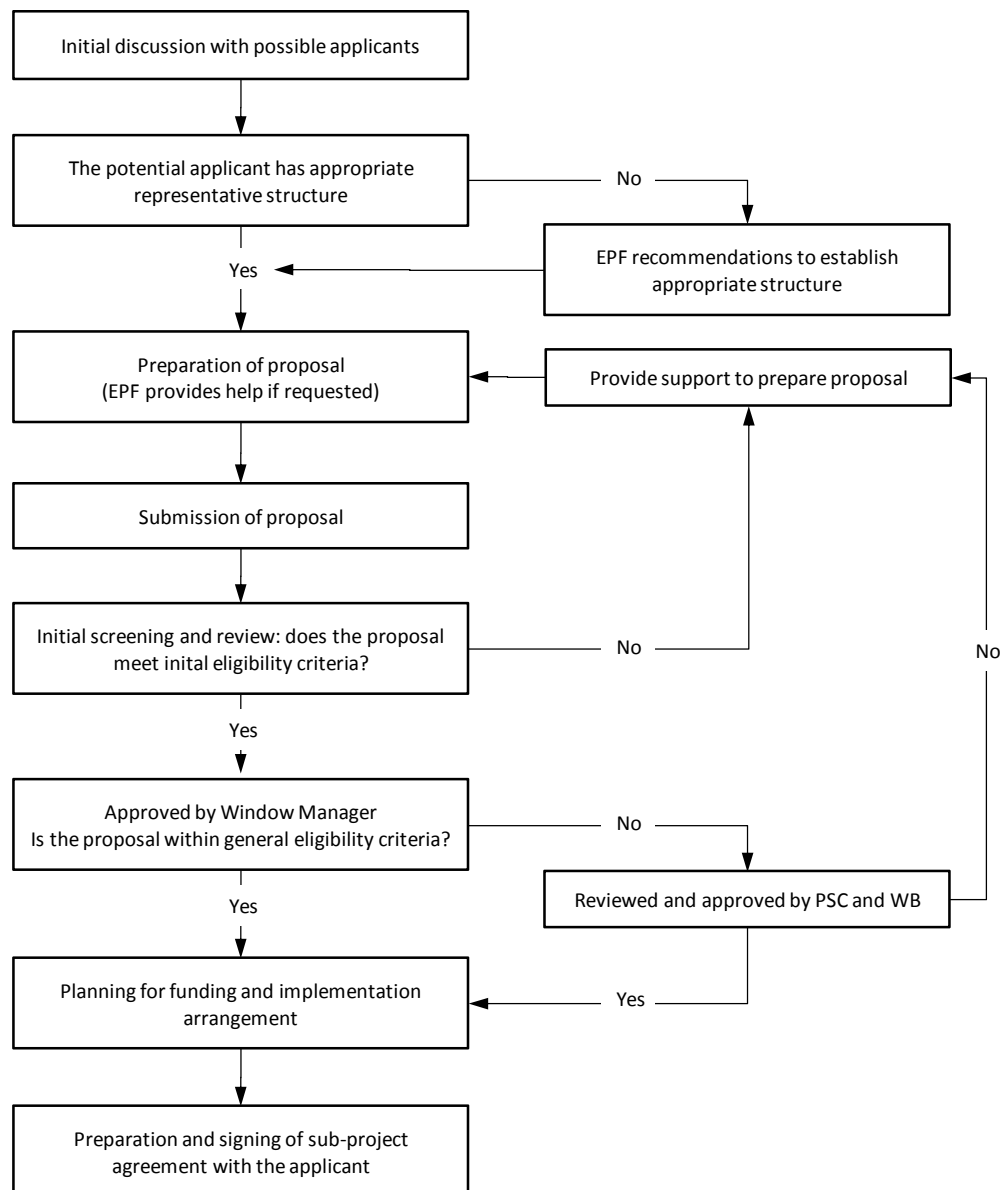 Initial discussion with possible applicants
The potential applicant has appropriate
representative structure
No
EPF recommendations to establish
appropriate structure
Yes
Preparation of proposal
(EPF provides help if requested)
Provide support to prepare proposal
Submission of proposal
Initial screening and review: does the proposal
meet inital eligibility criteria?
No
No
Yes
Approved by Window Manager
Is the proposal within general eligibility criteria?
No
Reviewed and approved by PSC and WB
Yes
Planning for funding and implementation
arrangement
Yes
Preparation and signing of sub-project
agreement with the applicant